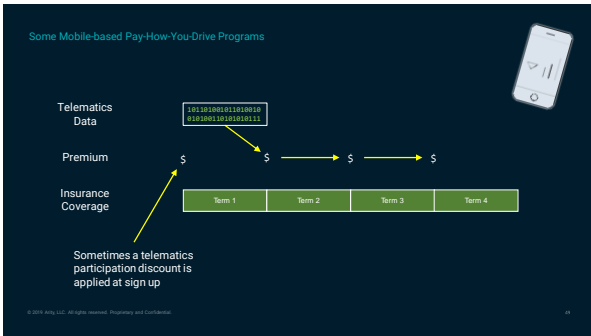 Some Mobile-based Pay-How-You-Drive Programs
Telematics
Data
101101001011010010
010100110101010111
Premium
$
$
$
$
Insurance
Coverage
Term 1
Term 2
Term 3
Term 4
Sometimes a telematics
participation discount is
applied at sign up
© 2019 Arity, LLC. All rights reserved. Proprietary and Confidential.
49